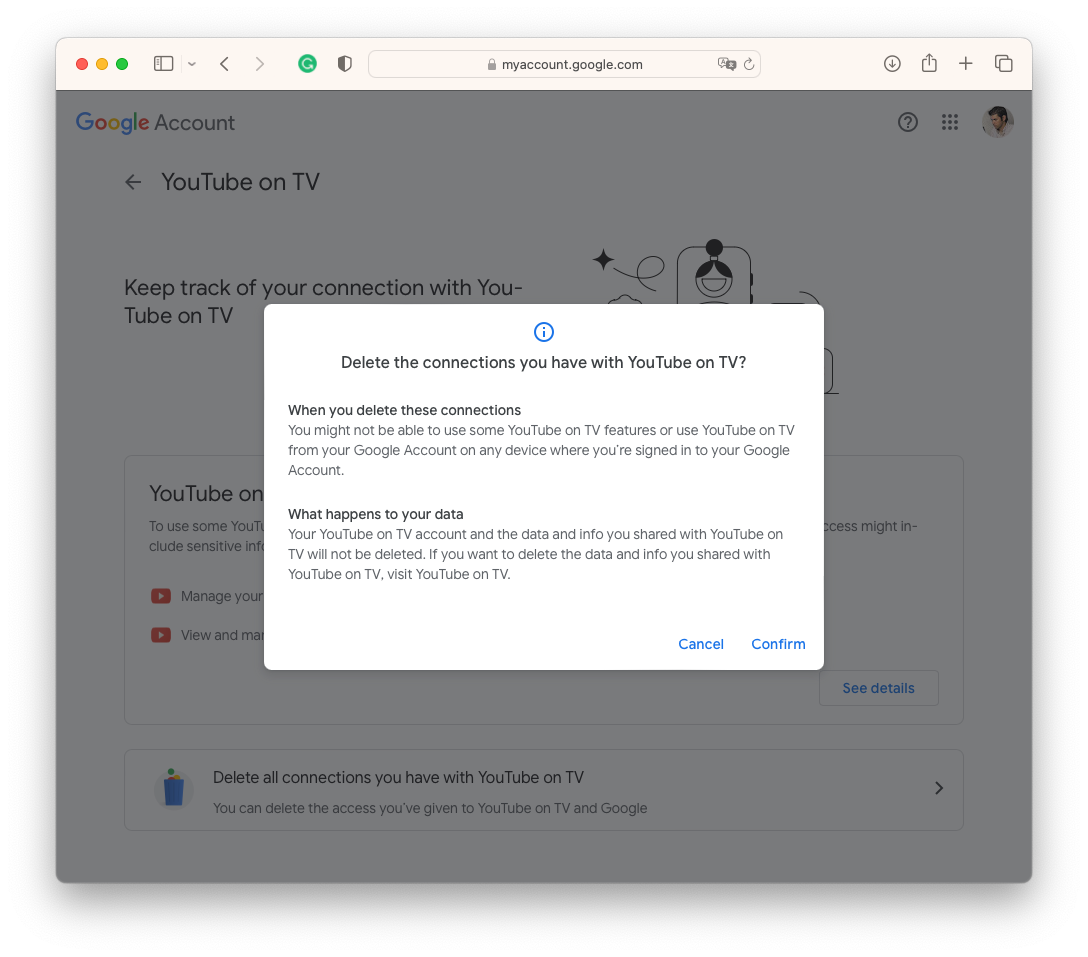 myaccount.google.com
Google Account
YouTube on TV
Keep track of your connection with You-
Tube on TV
Delete the connections you have with YouTube on TV?
When you delete these connections
You might not be able to use some YouTube on TV features or use YouTube on TV
from your Google Account on any device where you're signed in to your Google
Account.
What happens to your data
Your YouTube on TV account and the data and info you shared with YouTube on
TV will not be deleted. If you want to delete the data and info you shared with
YouTube on TV, visit YouTube on TV.
Cancel Confirm
YouTube on
To use some YouTu ccess might in-
clude sensitive info
Manage your
View and man
See details
Delete all connections you have with YouTube on TV
You can delete the access you've given to YouTube on TV and Google